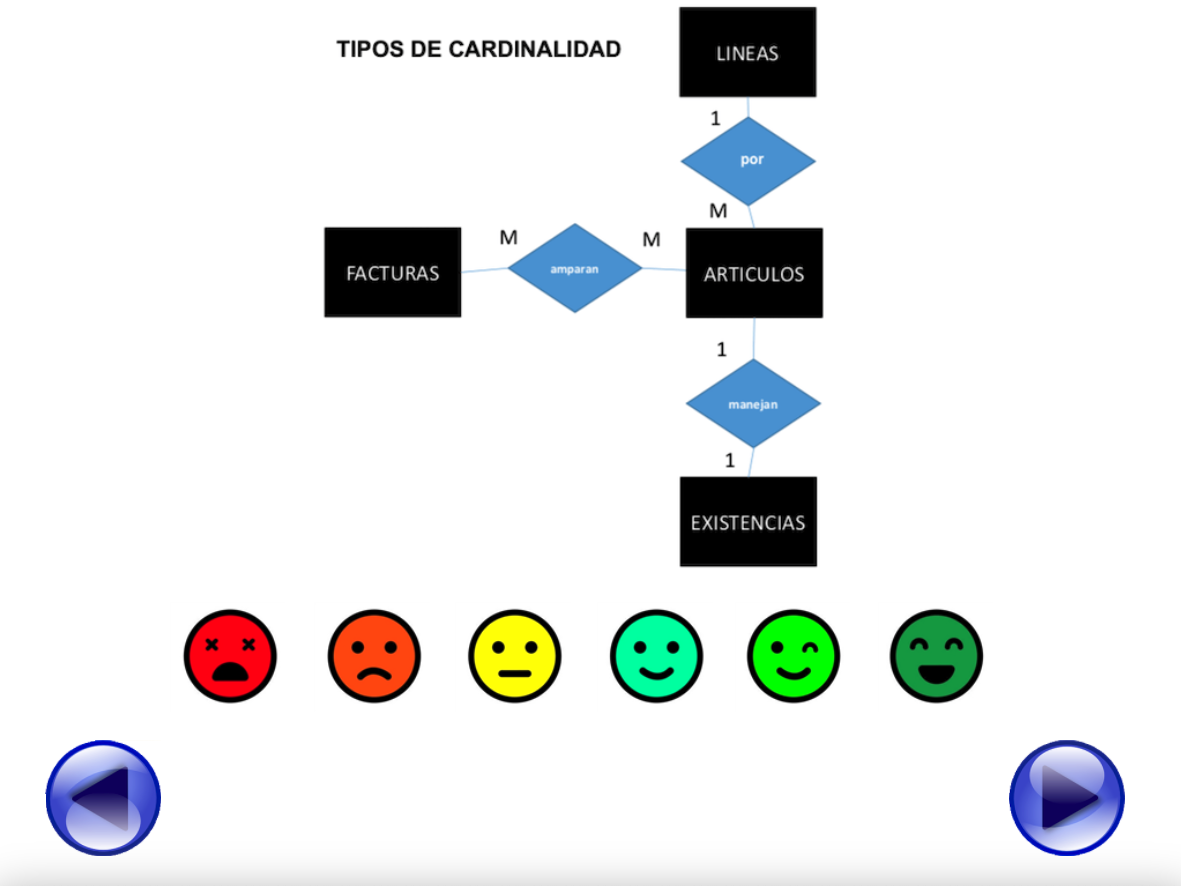 TIPOS DE CARDINALIDAD
LINEAS
1
por
M
FACTURAS
M
amparan
M
ARTICULOS
1
manejan
1
EXISTENCIAS